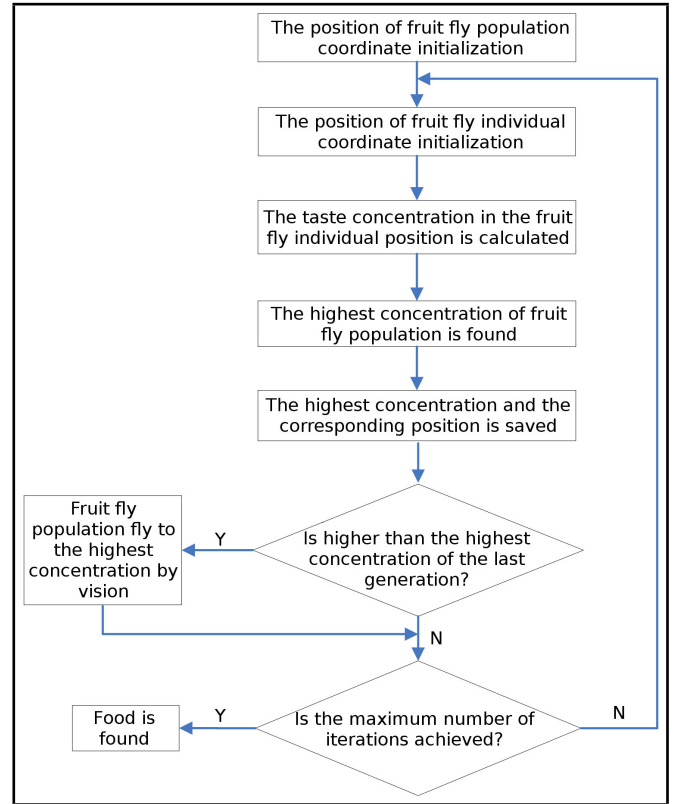 The position of fruit fly population
coordinate initialization
The position of fruit fly individual
coordinate initialization
The taste concentration in the fruit
fly individual position is calculated
The highest concentration of fruit
fly population is found
The highest concentration and the
corresponding position is saved
Fruit fly
population fly to
the highest
concentration by
vision
Y
Is higher than the highest
concentration of the last
generation?
N
Food is
found
Y
Is the maximum number of
iterations achieved?
N